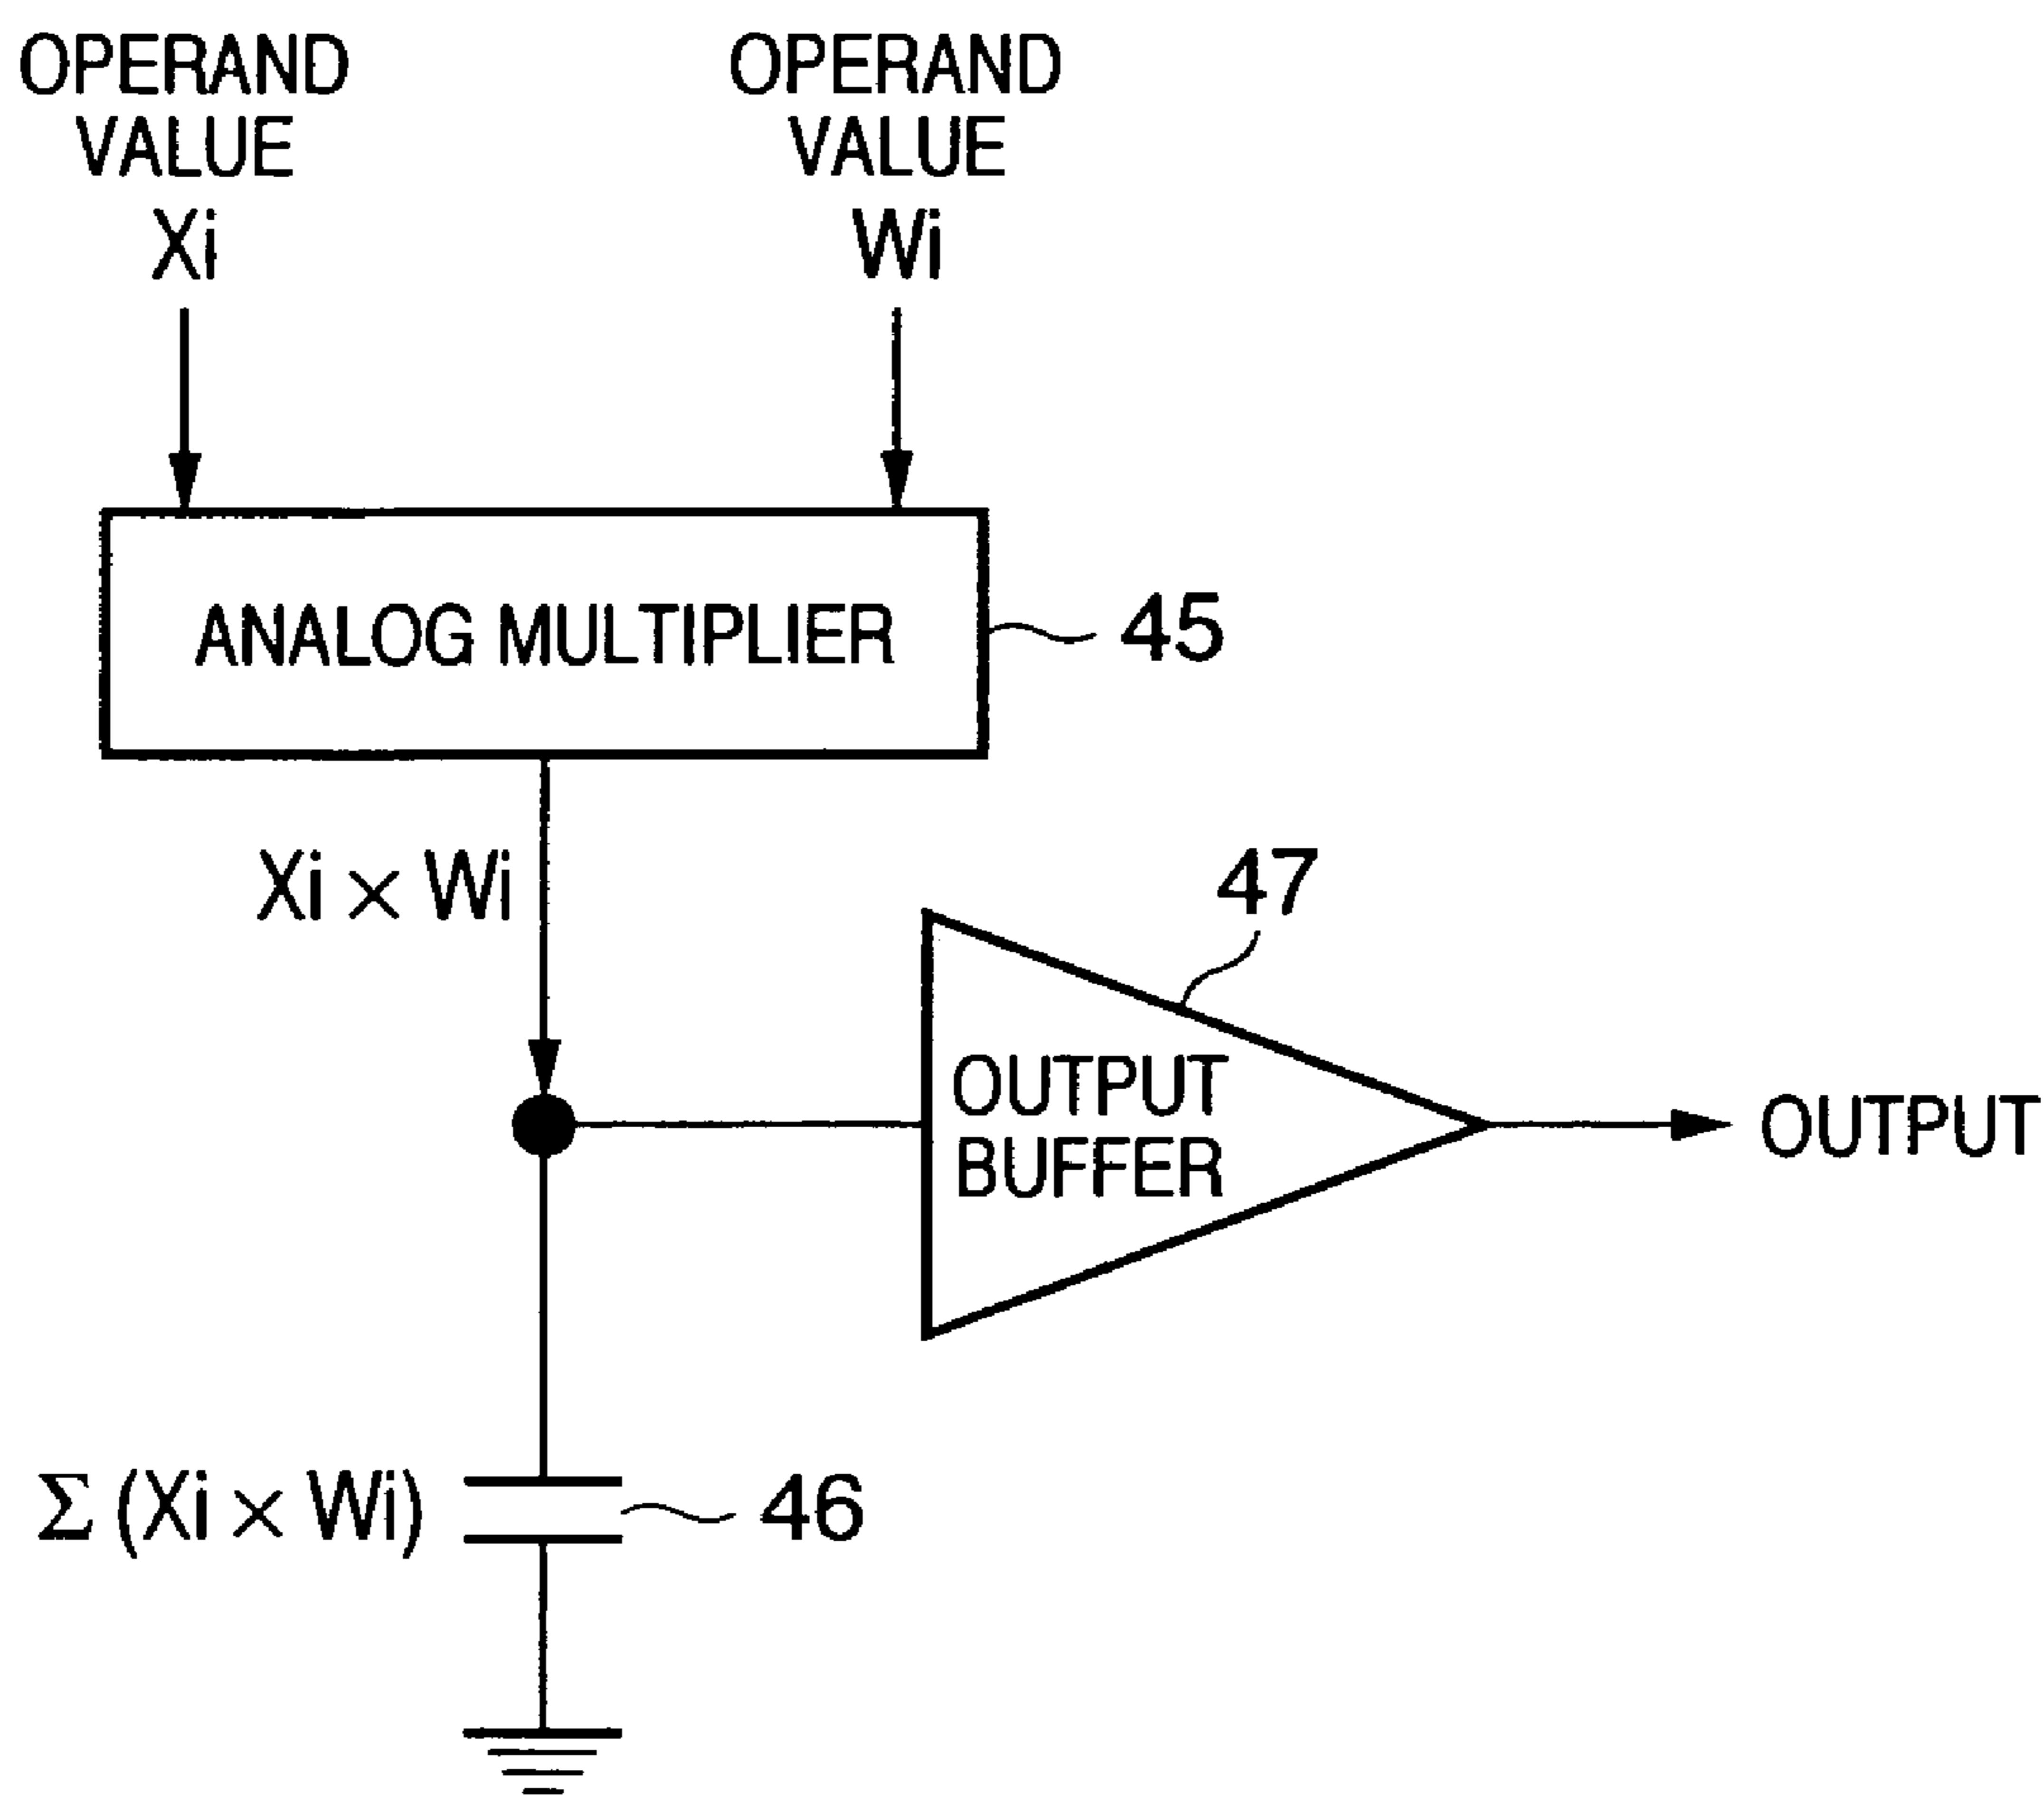 OPERAND
VALUE
Xi
OPERAND
VALUE
Wi
ANALOG MULTIPLIER
45
Xi × Wi
47
OUTPUT
BUFFER
OUTPUT
Σ (Xi × Wi)
46